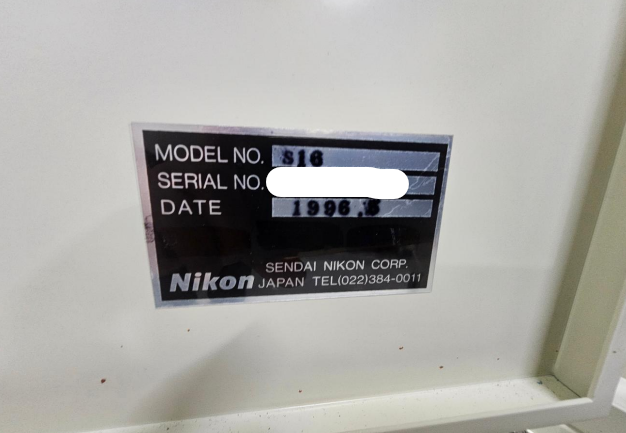 MODEL NO. S16
SERIAL NO.
DATE 1996.
SENDAI NIKON CORP.
Nikon JAPAN TEL(022)384-0011